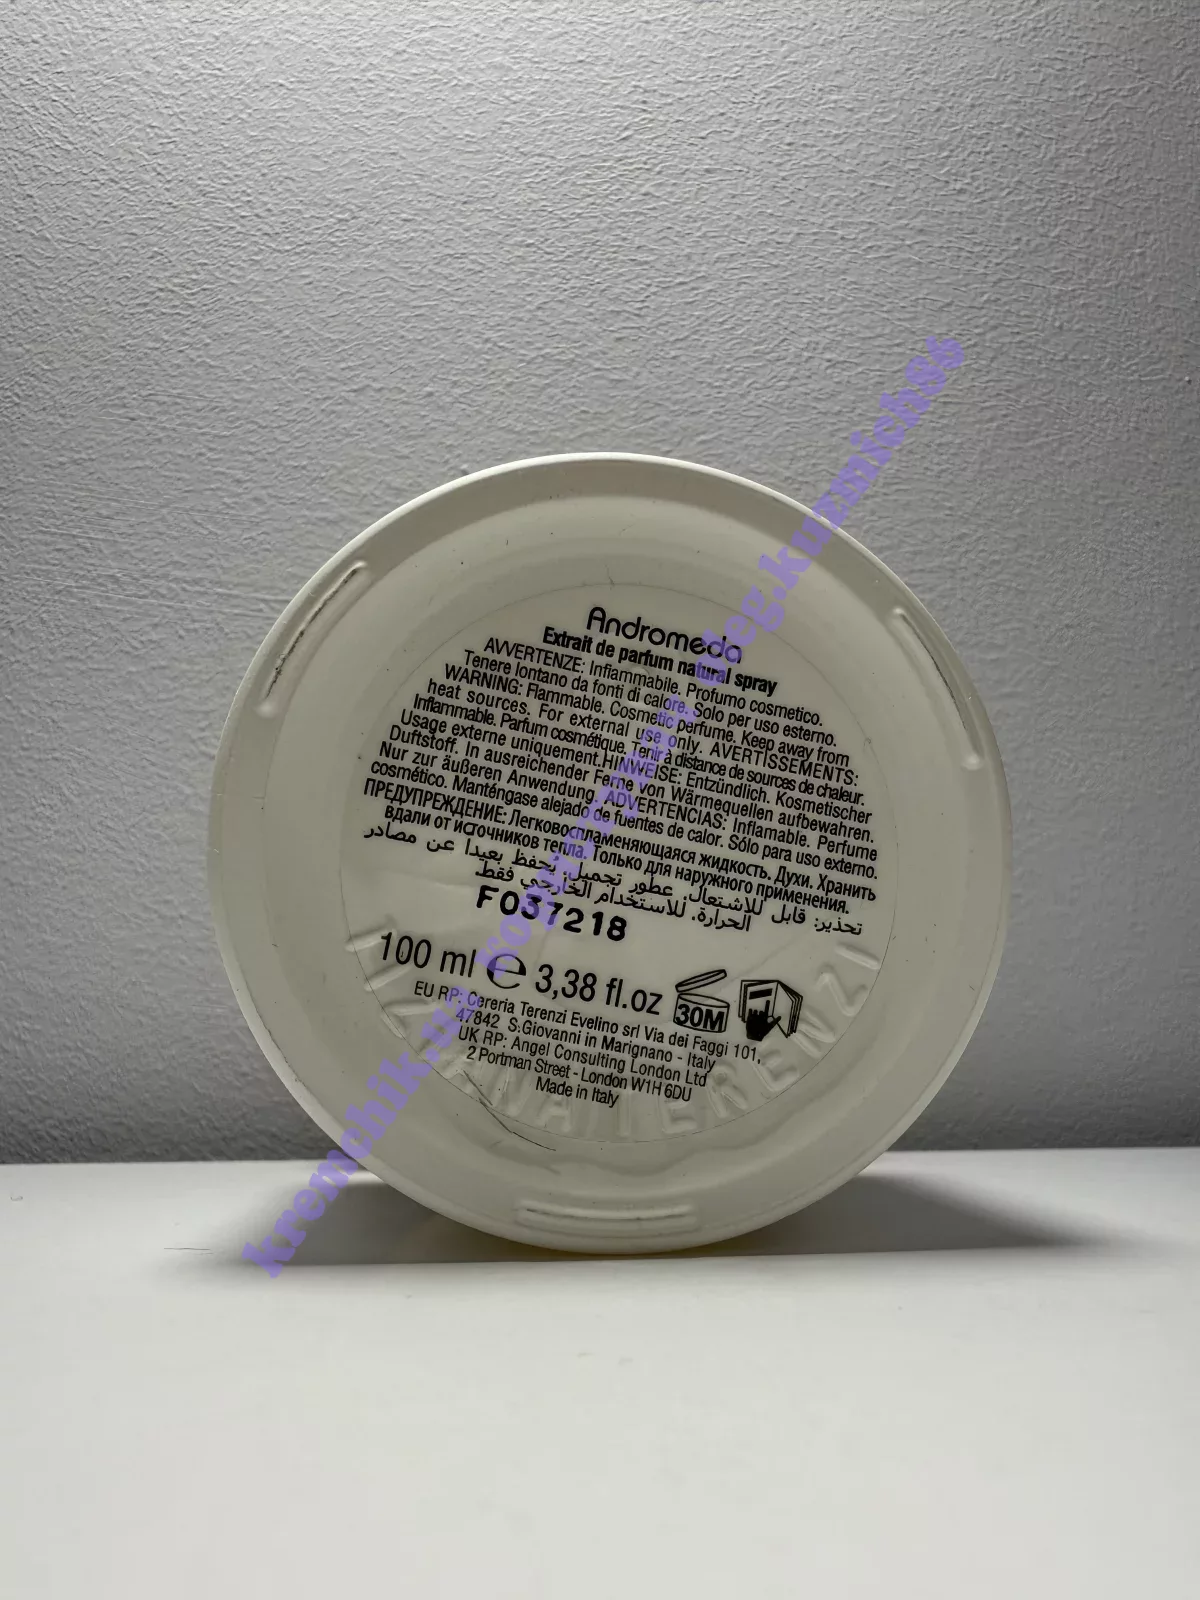 Andromeda
Extrait de parfum natural spray
AVVERTENZE: Infiammabile. Profumo cosmetico.
Tenere lontano da fonti di calore. Solo per uso esterno.
WARNING: Flammable. Cosmetic perfume. Keep away from
heat sources. For external use only. AVERTISSEMENTS:
Inflammable. Parfum cosmétique. Tenir à distance de sources de chaleur.
Usage externe uniquement.HINWEISE: Entzündlich. Kosmetischer
Duftstoff. In ausreichender Ferne von Wärmequellen aufbewahren.
Nur zur äußeren Anwendung. ADVERTENCIAS: Inflamable. Perfume
cosmético. Manténgase alejado de fuentes de calor. Sólo para uso externo.
ПРЕДУПРЕЖДЕНИЕ: Легковоспламеняющаяся жидкость. Духи. Хранить
вдали от источников тепла. Только для наружного применения.
تحذير: قابل للاشتعال. عطور تجميل. يُحفظ بعيدا عن مصادر
الحرارة. للاستخدام الخارجي فقط.
F037218
100 ml e 3,38 fl.oz
30M
EU RP: Cereria Terenzi Evelino srl Via dei Faggi 101,
47842 S.Giovanni in Marignano - Italy
UK RP: Angel Consulting London Ltd
2 Portman Street - London W1H 6DU
Made in Italy
TIZIANA TERENZI